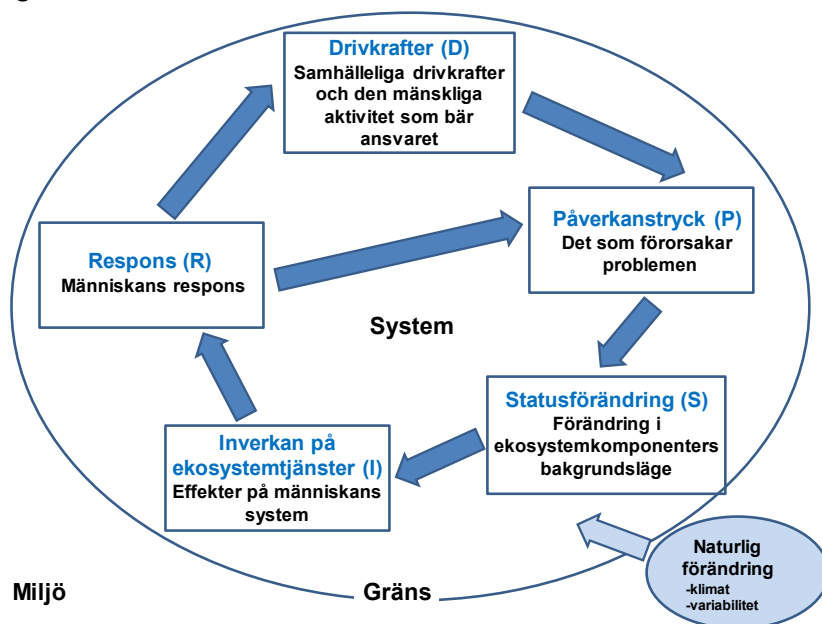 Drivkrafter (D)
Samhälleliga drivkrafter
och den mänskliga
aktivitet som bär
ansvaret
Påverkanstryck (P)
Det som förorsakar
problemen
Respons (R)
Människans respons
System
Statusförändring (S)
Förändring i
ekosystemkomponenters
bakgrundsläge
Inverkan på
ekosystemtjänster (I)
Effekter på människans
system
Naturlig
förändring
-klimat
-variabilitet
Miljö
Gräns